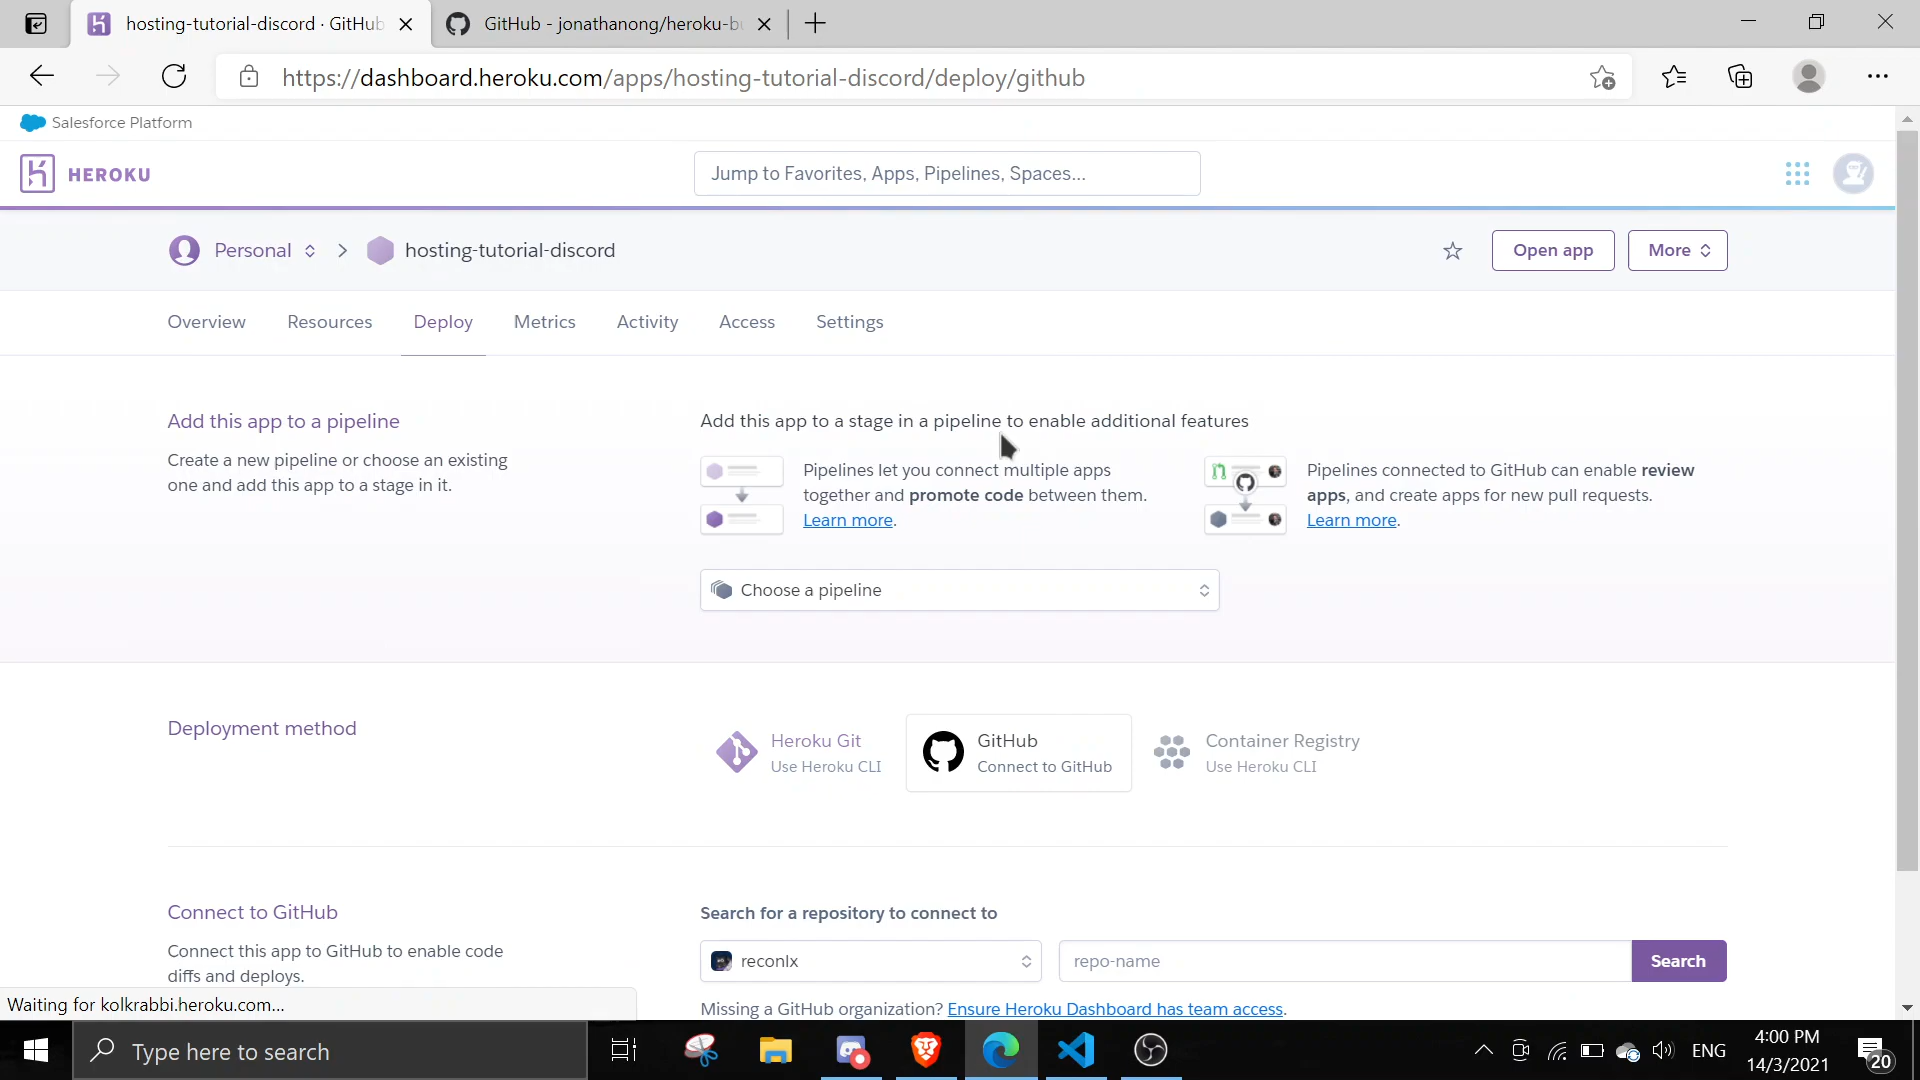 hosting-tutorial-discord · GitHub
GitHub - jonathanong/heroku-bu
https://dashboard.heroku.com/apps/hosting-tutorial-discord/deploy/github
Salesforce Platform
HEROKU
Jump to Favorites, Apps, Pipelines, Spaces...
Personal
hosting-tutorial-discord
Open app
More
Overview
Resources
Deploy
Metrics
Activity
Access
Settings
Add this app to a pipeline
Create a new pipeline or choose an existing
one and add this app to a stage in it.
Add this app to a stage in a pipeline to enable additional features
Pipelines let you connect multiple apps
together and promote code between them.
Learn more.
Pipelines connected to GitHub can enable review
apps, and create apps for new pull requests.
Learn more.
Choose a pipeline
Deployment method
Heroku Git
Use Heroku CLI
GitHub
Connect to GitHub
Container Registry
Use Heroku CLI
Connect to GitHub
Connect this app to GitHub to enable code
diffs and deploys.
Search for a repository to connect to
reconlx
repo-name
Search
Missing a GitHub organization? Ensure Heroku Dashboard has team access.
Waiting for kolkrabbi.heroku.com...
Type here to search
ENG
4:00 PM
14/3/2021
20